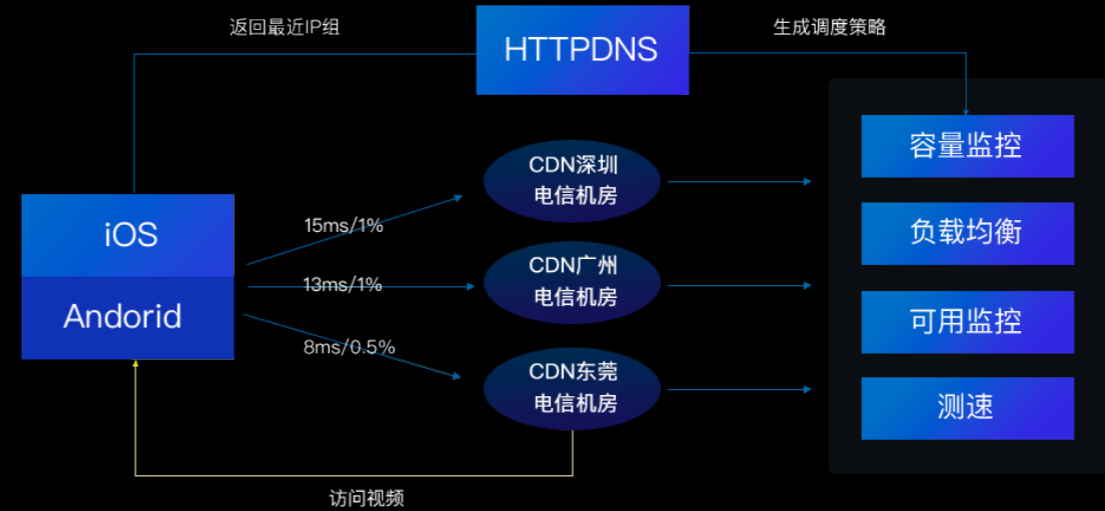 返回最近IP组
HTTPDNS
生成调度策略
iOS
Andorid
15ms/1%
13ms/1%
8ms/0.5%
CDN深圳
电信机房
CDN广州
电信机房
CDN东莞
电信机房
容量监控
负载均衡
可用监控
测速
访问视频